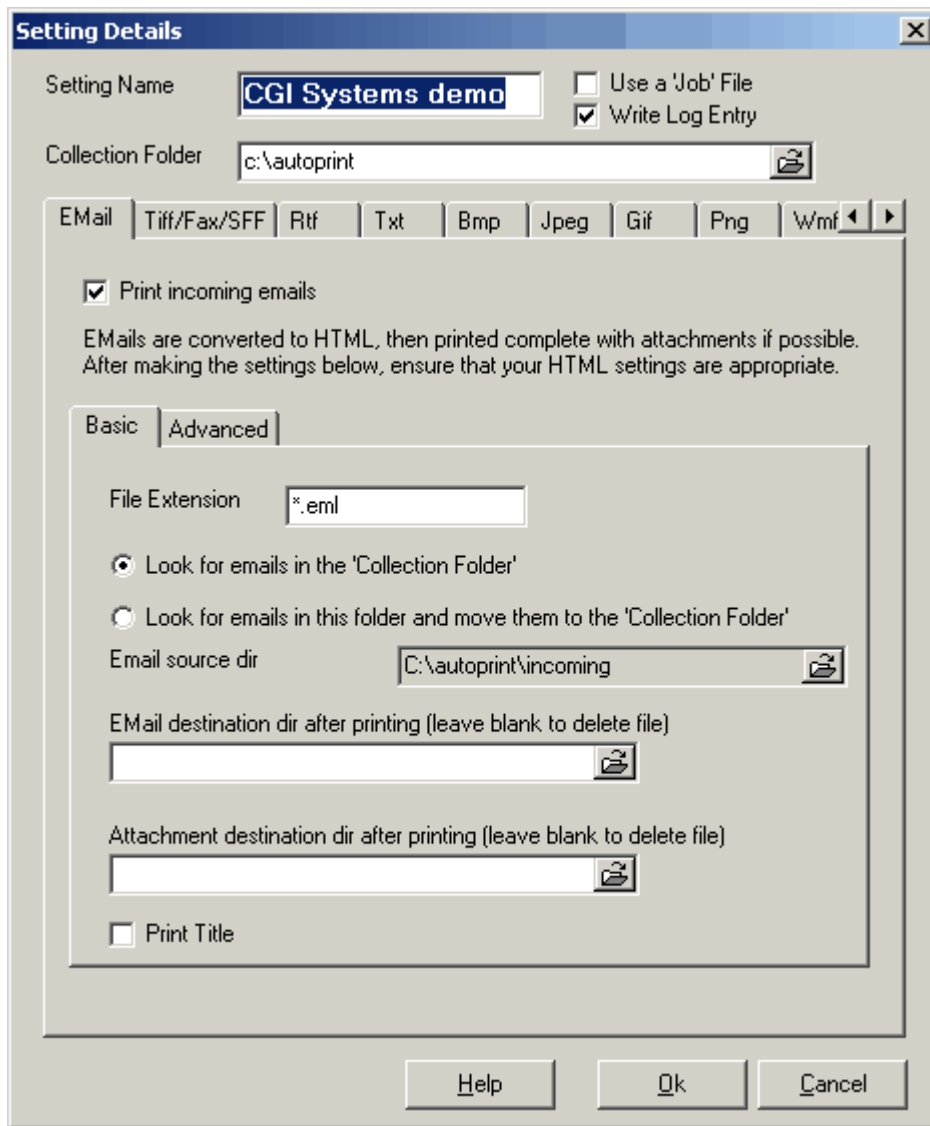 Setting Details
Setting Name
CGI Systems demo
Use a 'Job' File
Write Log Entry
Collection Folder
c:\autoprint
EMail Tiff/Fax/SFF Rtf Txt Bmp Jpeg Gif Png Wmf
Print incoming emails
EMails are converted to HTML, then printed complete with attachments if possible.
After making the settings below, ensure that your HTML settings are appropriate.
Basic Advanced
File Extension *.eml
Look for emails in the 'Collection Folder'
Look for emails in this folder and move them to the 'Collection Folder'
Email source dir C:\autoprint\incoming
EMail destination dir after printing (leave blank to delete file)
Attachment destination dir after printing (leave blank to delete file)
Print Title
Help Ok Cancel